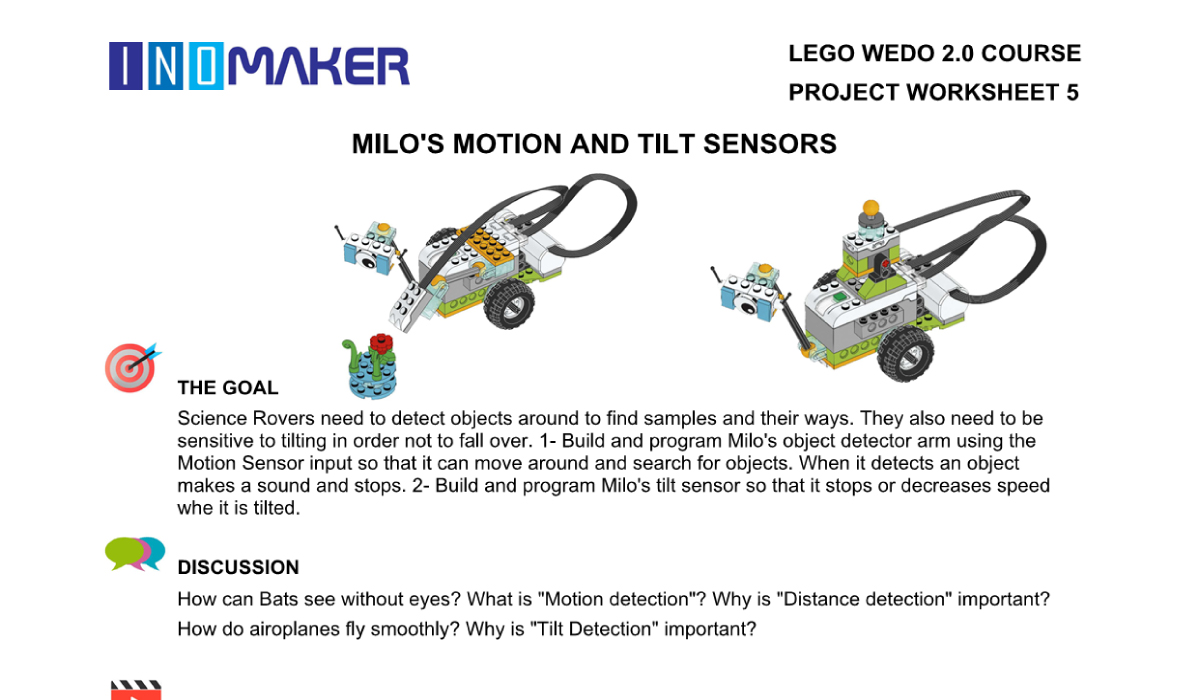 INOMAKER
LEGO WEDO 2.0 COURSE
PROJECT WORKSHEET 5
MILO'S MOTION AND TILT SENSORS
THE GOAL
Science Rovers need to detect objects around to find samples and their ways. They also need to be
sensitive to tilting in order not to fall over. 1- Build and program Milo's object detector arm using the
Motion Sensor input so that it can move around and search for objects. When it detects an object
makes a sound and stops. 2- Build and program Milo's tilt sensor so that it stops or decreases speed
whe it is tilted.
DISCUSSION
How can Bats see without eyes? What is "Motion detection"? Why is "Distance detection" important?
How do airoplanes fly smoothly? Why is "Tilt Detection" important?